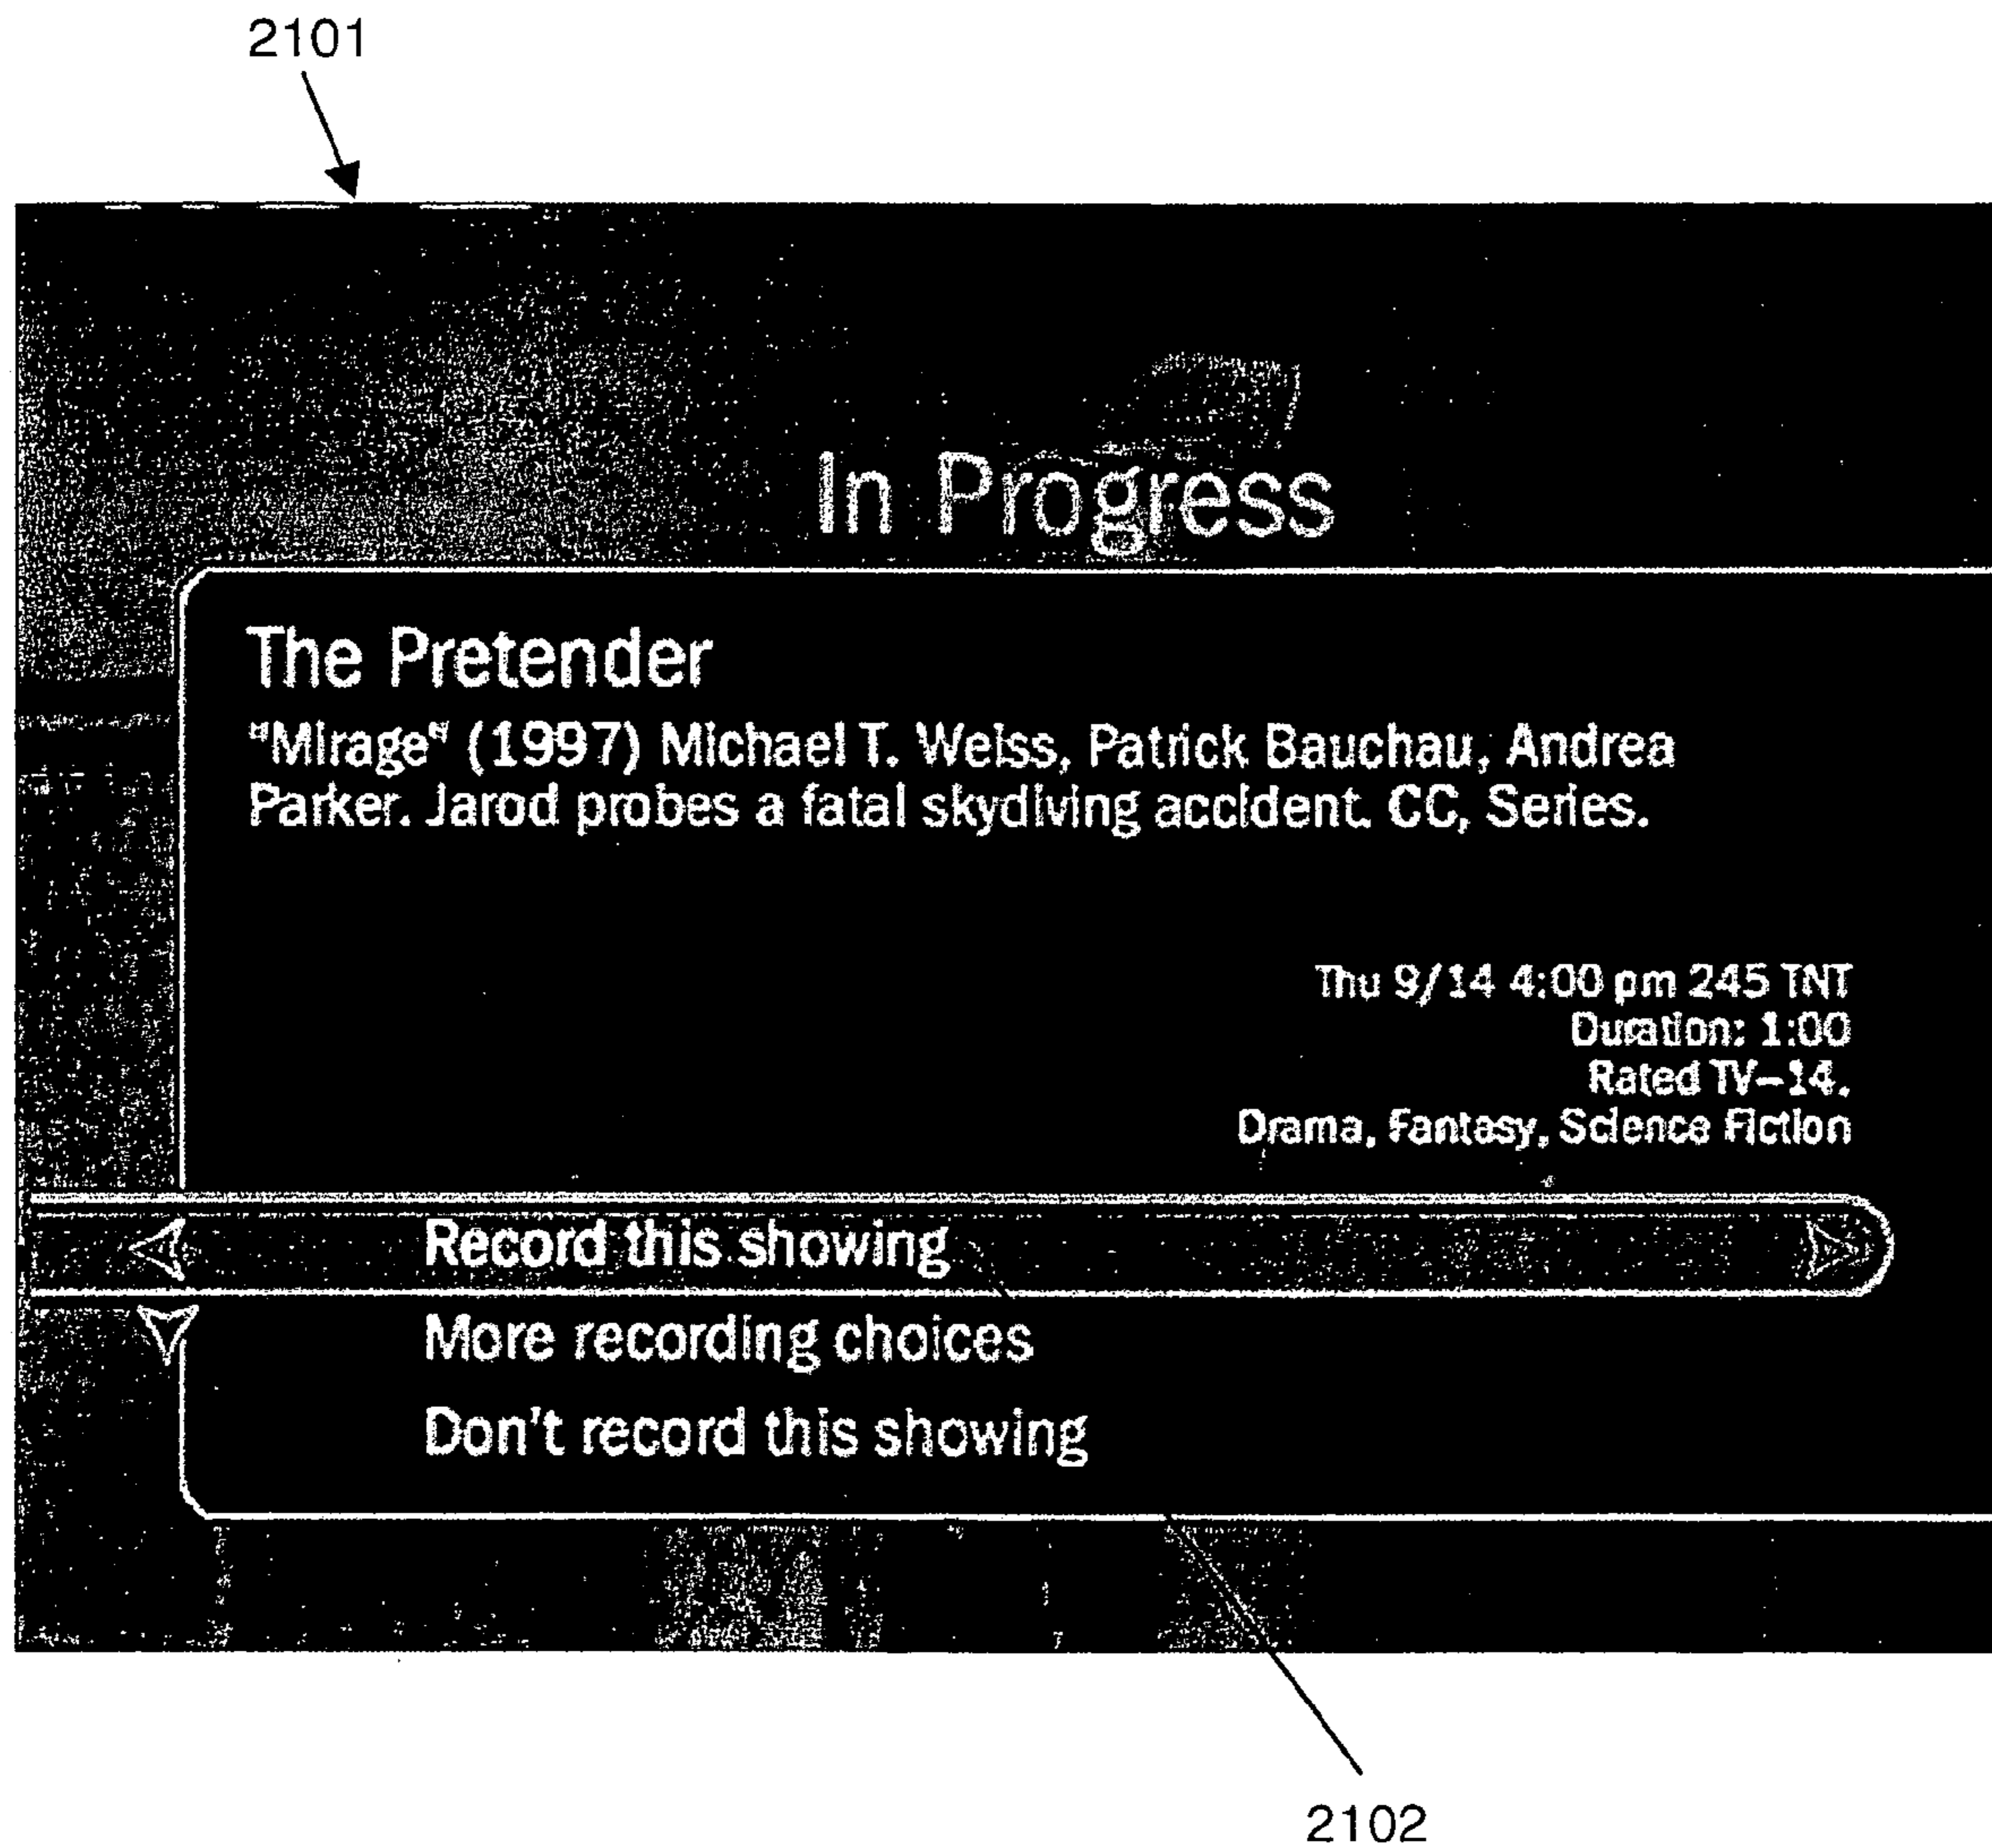 2101
In Progress
The Pretender
"Mirage" (1997) Michael T. Weiss, Patrick Bauchau, Andrea
Parker. Jarod probes a fatal skydiving accident. CC, Series.
Thu 9/14 4:00 pm 245 TNT
Duration: 1:00
Rated TV-14.
Drama, Fantasy, Science Fiction
Record this showing
More recording choices
Don't record this showing
2102